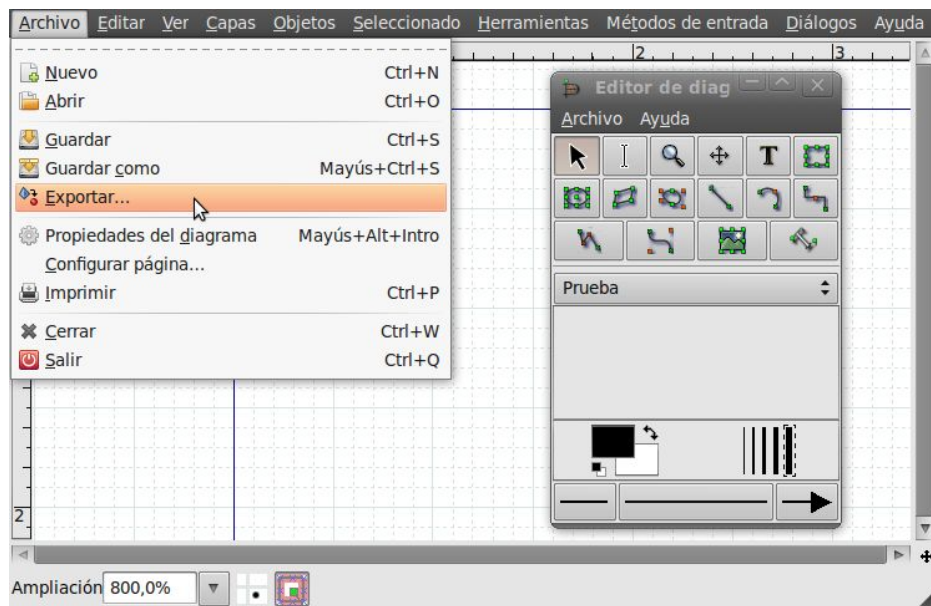 Archivo Editar Ver Capas Objetos Seleccionado Herramientas Métodos de entrada Diálogos Ayuda
Nuevo Ctrl+N
Abrir Ctrl+O
Guardar Ctrl+S
Guardar como Mayús+Ctrl+S
Exportar...
Propiedades del diagrama Mayús+Alt+Intro
Configurar página...
Imprimir Ctrl+P
Cerrar Ctrl+W
Salir Ctrl+Q
2 3
Editor de diag
Archivo Ayuda
T
Prueba
2
Ampliación 800,0%